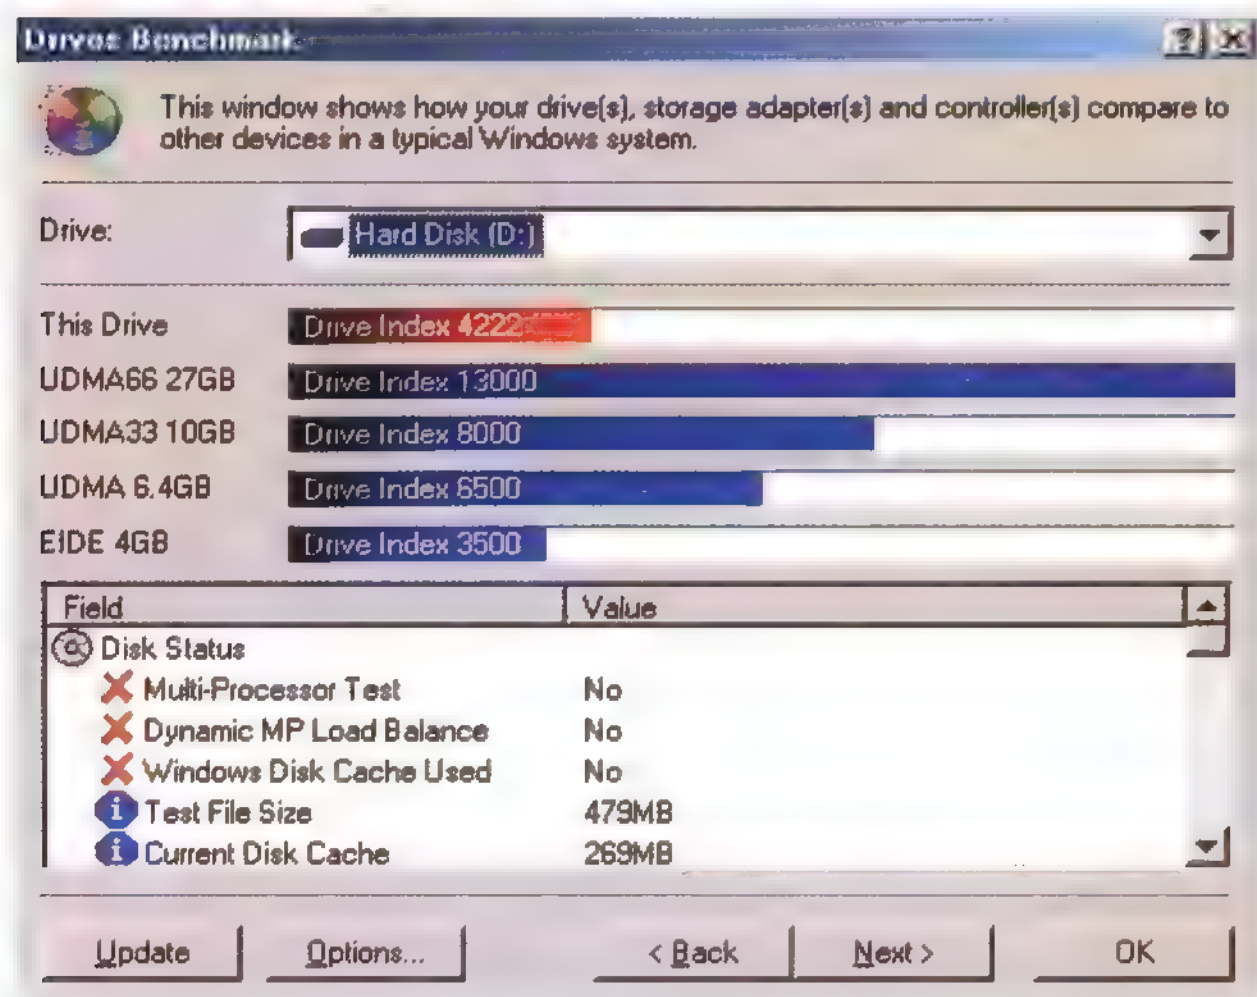 Drives Benchmark
This window shows how your drive(s), storage adapter(s) and controller(s) compare to
other devices in a typical Windows system.
Drive: Hard Disk (D:)
This Drive Drive Index 4222
UDMA66 27GB Drive Index 13000
UDMA33 10GB Drive Index 8000
UDMA 6.4GB Drive Index 6500
EIDE 4GB Drive Index 3500
Field Value
Disk Status
Multi-Processor Test No
Dynamic MP Load Balance No
Windows Disk Cache Used No
Test File Size 479MB
Current Disk Cache 269MB
Update Options... < Back Next > OK